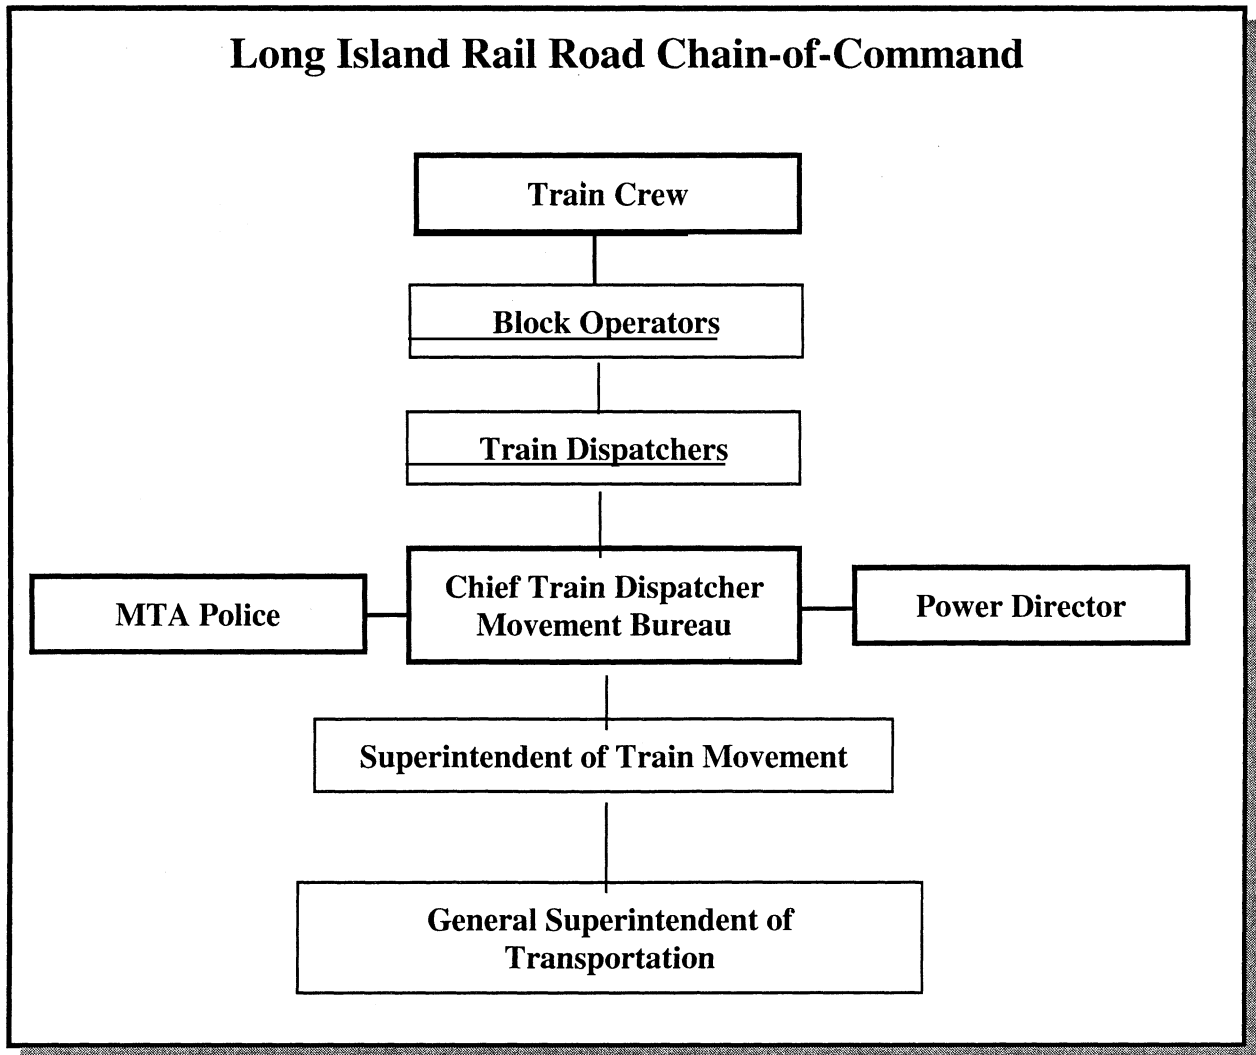 Long Island Rail Road Chain-of-Command
Train Crew
Block Operators
Train Dispatchers
MTA Police
Chief Train Dispatcher
Movement Bureau
Power Director
Superintendent of Train Movement
General Superintendent of
Transportation